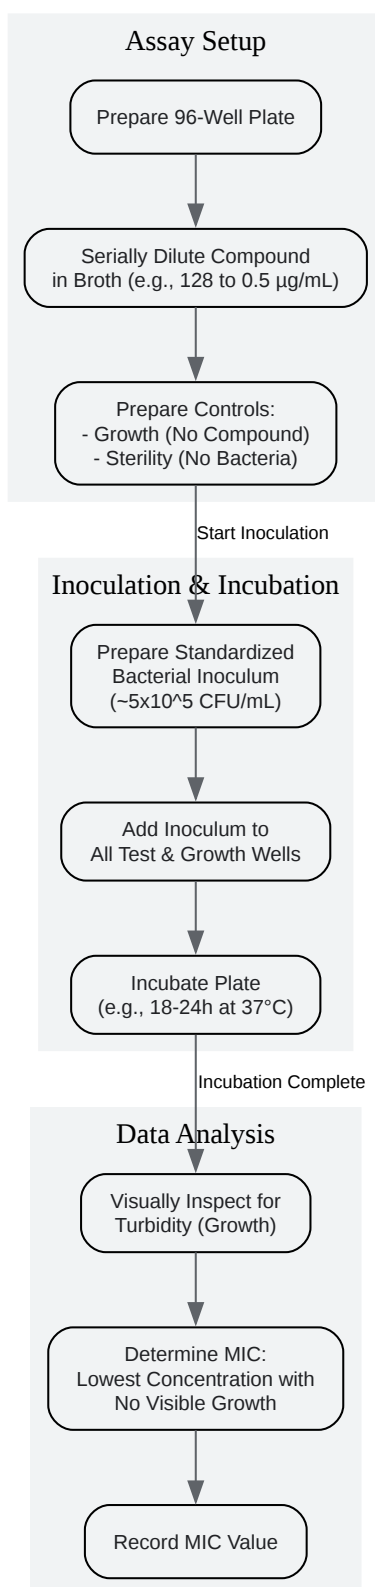 Assay Setup
Prepare 96-Well Plate
Serially Dilute Compound
in Broth (e.g., 128 to 0.5 µg/mL)
Prepare Controls:
- Growth (No Compound)
- Sterility (No Bacteria)
Start Inoculation
Inoculation & Incubation
Prepare Standardized
Bacterial Inoculum
(~5x10^5 CFU/mL)
Add Inoculum to
All Test & Growth Wells
Incubate Plate
(e.g., 18-24h at 37°C)
Incubation Complete
Data Analysis
Visually Inspect for
Turbidity (Growth)
Determine MIC:
Lowest Concentration with
No Visible Growth
Record MIC Value